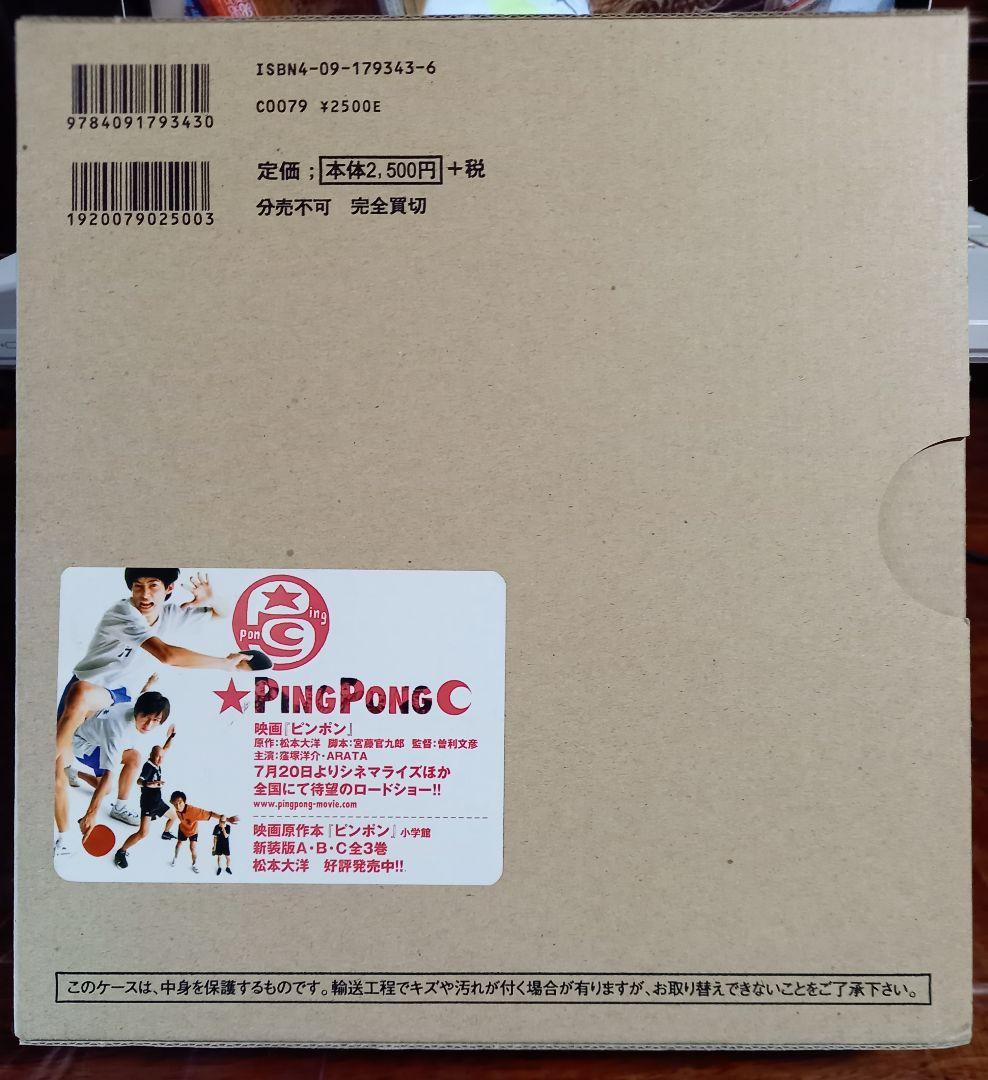 ISBN4-09-179343-6
C0079 ¥2500E
9784091793430
定価；本体2,500円+税
分売不可　完全買切
1920079025003
Ping
Pong
★PINGPONG
映画『ピンポン』
原作：松本大洋　脚本：宮藤官九郎　監督：曽利文彦
主演：窪塚洋介・ARATA
7月20日よりシネマライズほか
全国にて待望のロードショー!!
www.pingpong-movie.com
映画原作本『ピンポン』小学館
新装版A・B・C全3巻
松本大洋　好評発売中!!
このケースは、中身を保護するものです。輸送工程でキズや汚れが付く場合が有りますが、お取り替えできないことをご了承下さい。